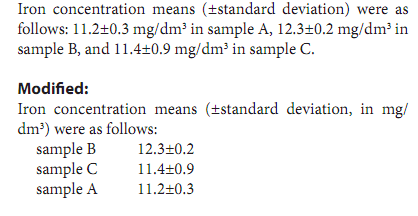 Iron concentration means (±standard deviation) were as
follows: 11.2±0.3 mg/dm³ in sample A, 12.3±0.2 mg/dm³ in
sample B, and 11.4±0.9 mg/dm³ in sample C.
Modified:
Iron concentration means (±standard deviation, in mg/
dm³) were as follows:
sample B 12.3±0.2
sample C 11.4±0.9
sample A 11.2±0.3